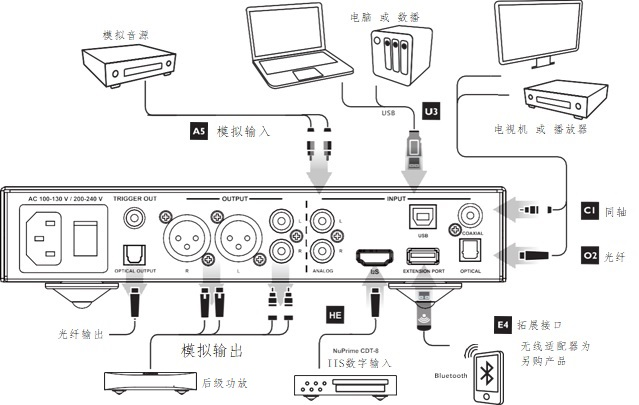 模拟音源
电脑 或 数播
USB
U3
A5 模拟输入
电视机 或 播放器
AC 100-130 V / 200-240 V
TRIGGER OUT
OUTPUT
INPUT
L
L
R
R
USB
COAXIAL
C1 同轴
OPTICAL OUTPUT
R
L
ANALOG
IIS
EXTENSION PORT
OPTICAL
O2 光纤
光纤输出
模拟输出
HE
NuPrime CDT-8
IIS数字输入
E4 拓展接口
无线适配器为
另购产品
后级功放
Bluetooth